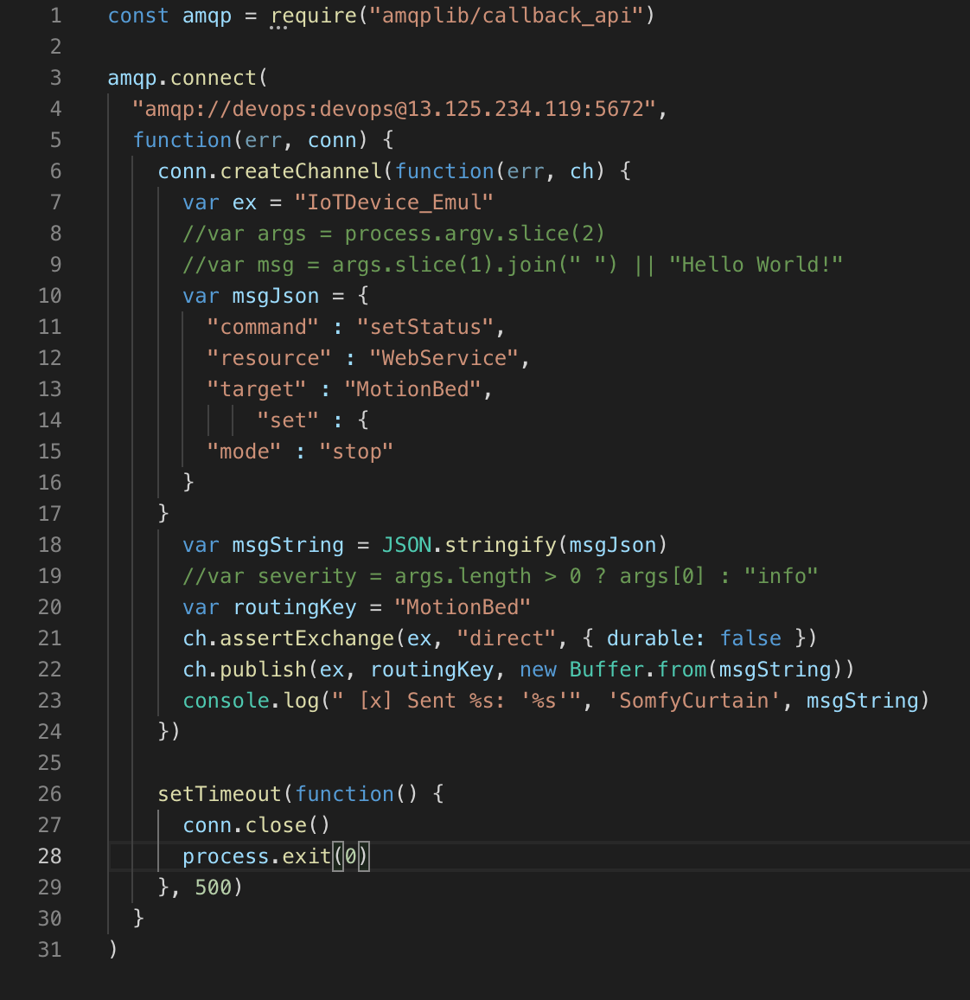 1 const amqp = require("amqplib/callback_api")
2
3 amqp.connect(
4 "amqp://devops:devops@13.125.234.119:5672",
5 function(err, conn) {
6 conn.createChannel(function(err, ch) {
7 var ex = "IoTDevice_Emul"
8 //var args = process.argv.slice(2)
9 //var msg = args.slice(1).join(" ") || "Hello World!"
10 var msgJson = {
11 "command" : "setStatus",
12 "resource" : "WebService",
13 "target" : "MotionBed",
14 "set" : {
15 "mode" : "stop"
16 }
17 }
18 var msgString = JSON.stringify(msgJson)
19 //var severity = args.length > 0 ? args[0] : "info"
20 var routingKey = "MotionBed"
21 ch.assertExchange(ex, "direct", { durable: false })
22 ch.publish(ex, routingKey, new Buffer.from(msgString))
23 console.log(" [x] Sent %s: '%s'", 'SomfyCurtain', msgString)
24 })
25
26 setTimeout(function() {
27 conn.close()
28 process.exit(0)
29 }, 500)
30 }
31 )